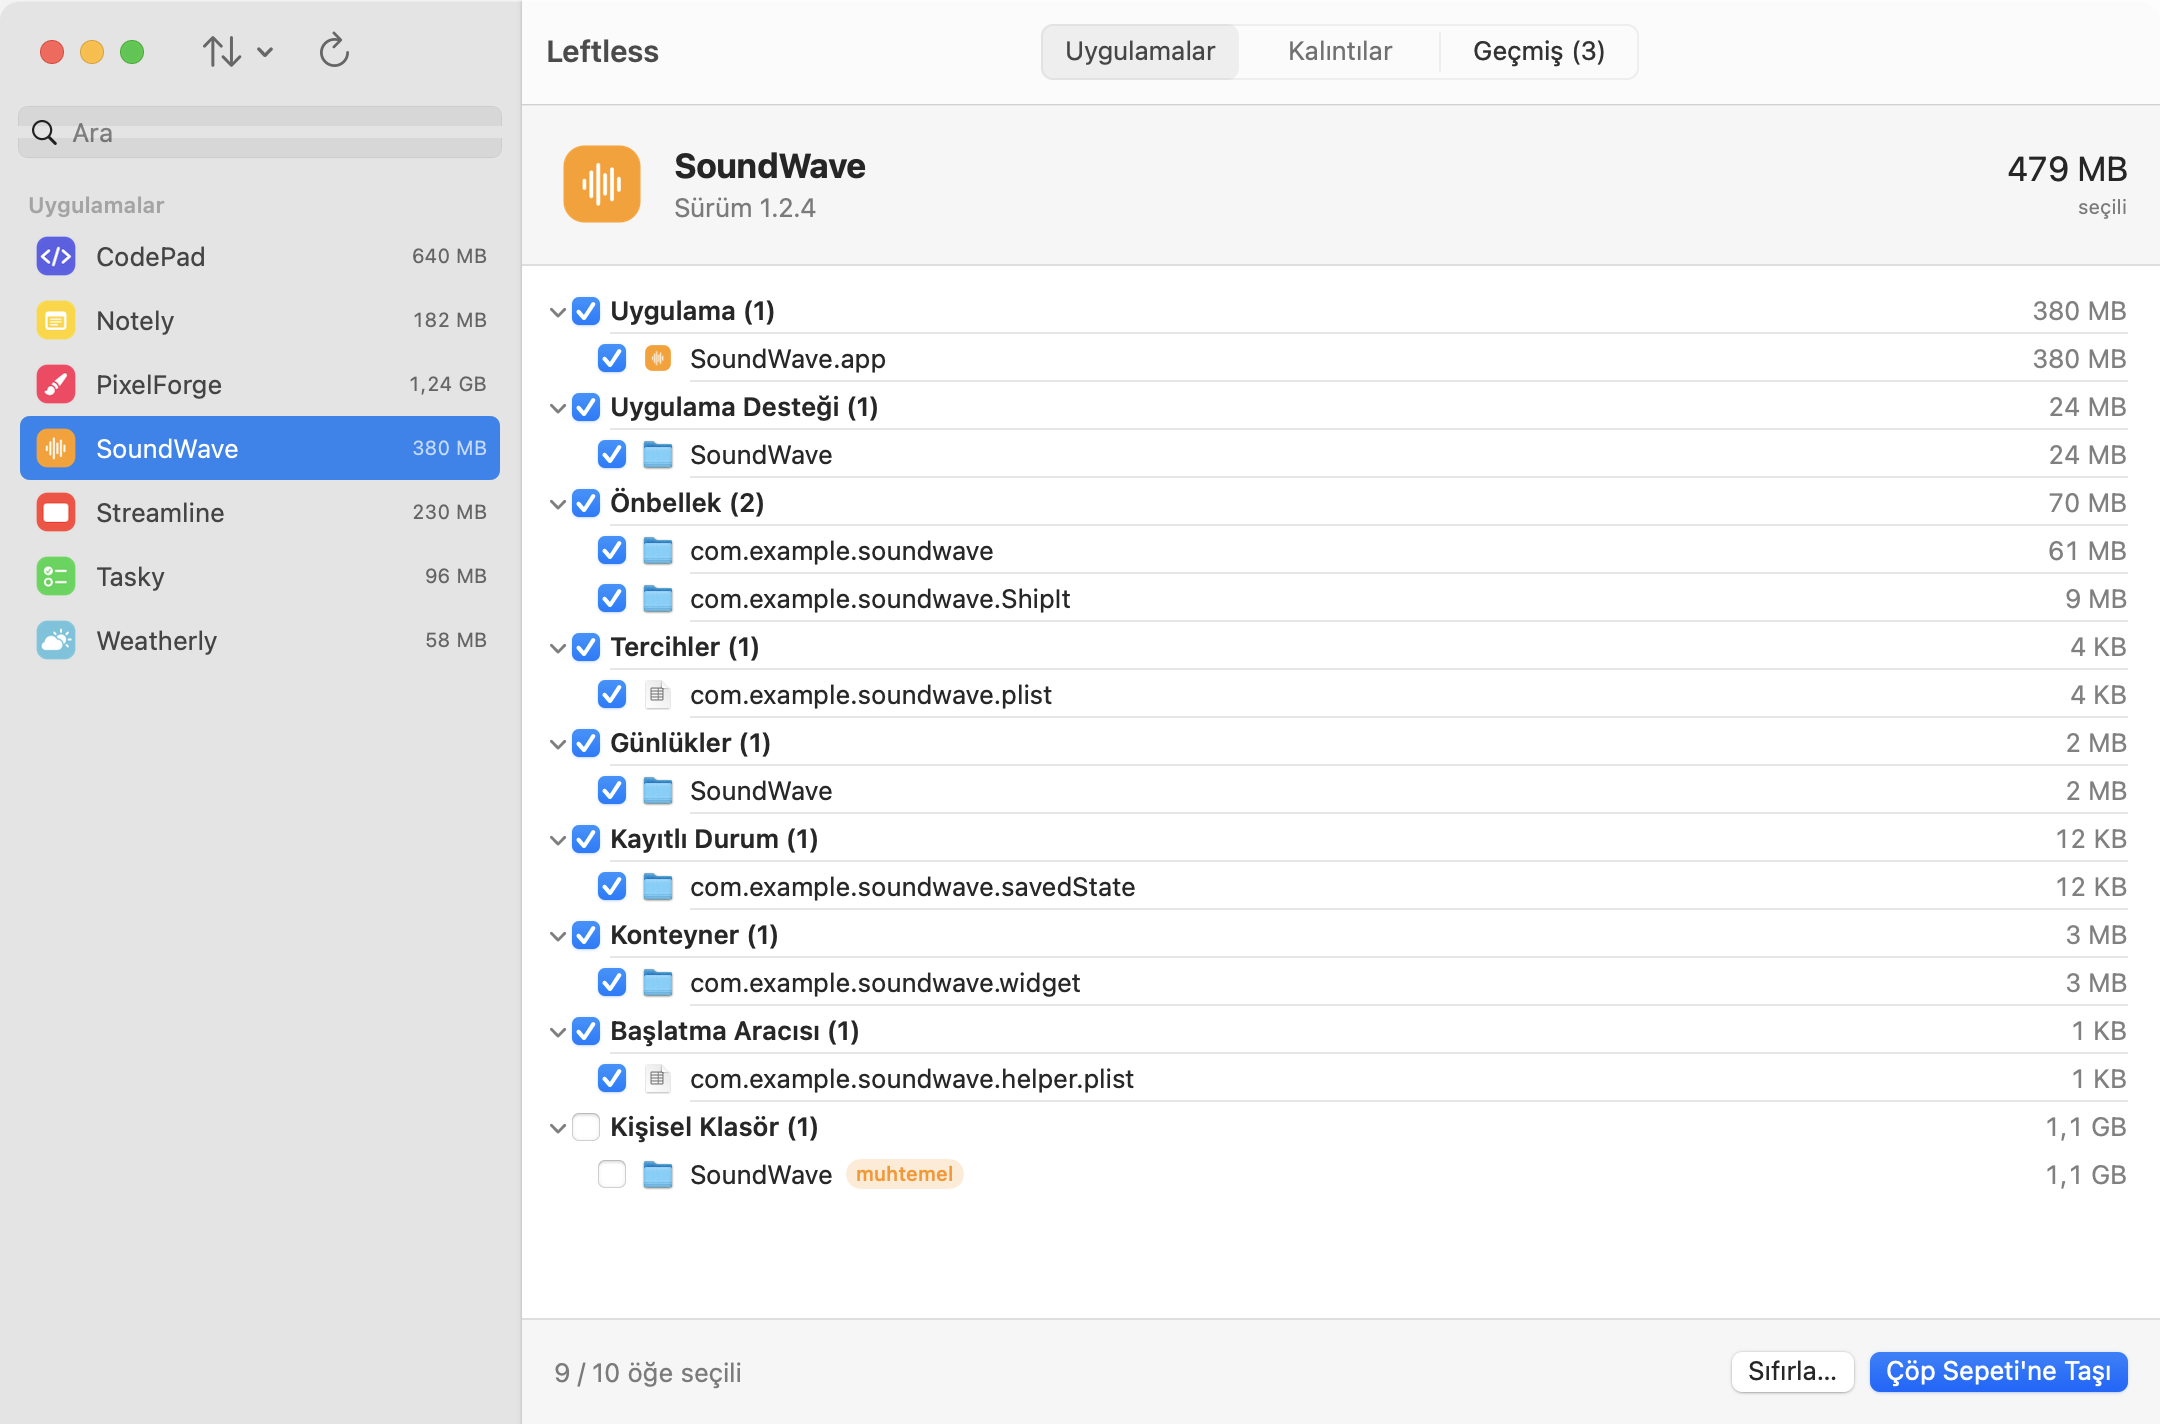 Leftless
Uygulamalar
Kalıntılar
Geçmiş (3)
Ara
Uygulamalar
CodePad 640 MB
Notely 182 MB
PixelForge 1,24 GB
SoundWave 380 MB
Streamline 230 MB
Tasky 96 MB
Weatherly 58 MB
SoundWave
Sürüm 1.2.4
479 MB
seçili
Uygulama (1) 380 MB
SoundWave.app 380 MB
Uygulama Desteği (1) 24 MB
SoundWave 24 MB
Önbellek (2) 70 MB
com.example.soundwave 61 MB
com.example.soundwave.ShipIt 9 MB
Tercihler (1) 4 KB
com.example.soundwave.plist 4 KB
Günlükler (1) 2 MB
SoundWave 2 MB
Kayıtlı Durum (1) 12 KB
com.example.soundwave.savedState 12 KB
Konteyner (1) 3 MB
com.example.soundwave.widget 3 MB
Başlatma Aracısı (1) 1 KB
com.example.soundwave.helper.plist 1 KB
Kişisel Klasör (1) 1,1 GB
SoundWave muhtemel 1,1 GB
9 / 10 öğe seçili
Sıfırla...
Çöp Sepeti'ne Taşı